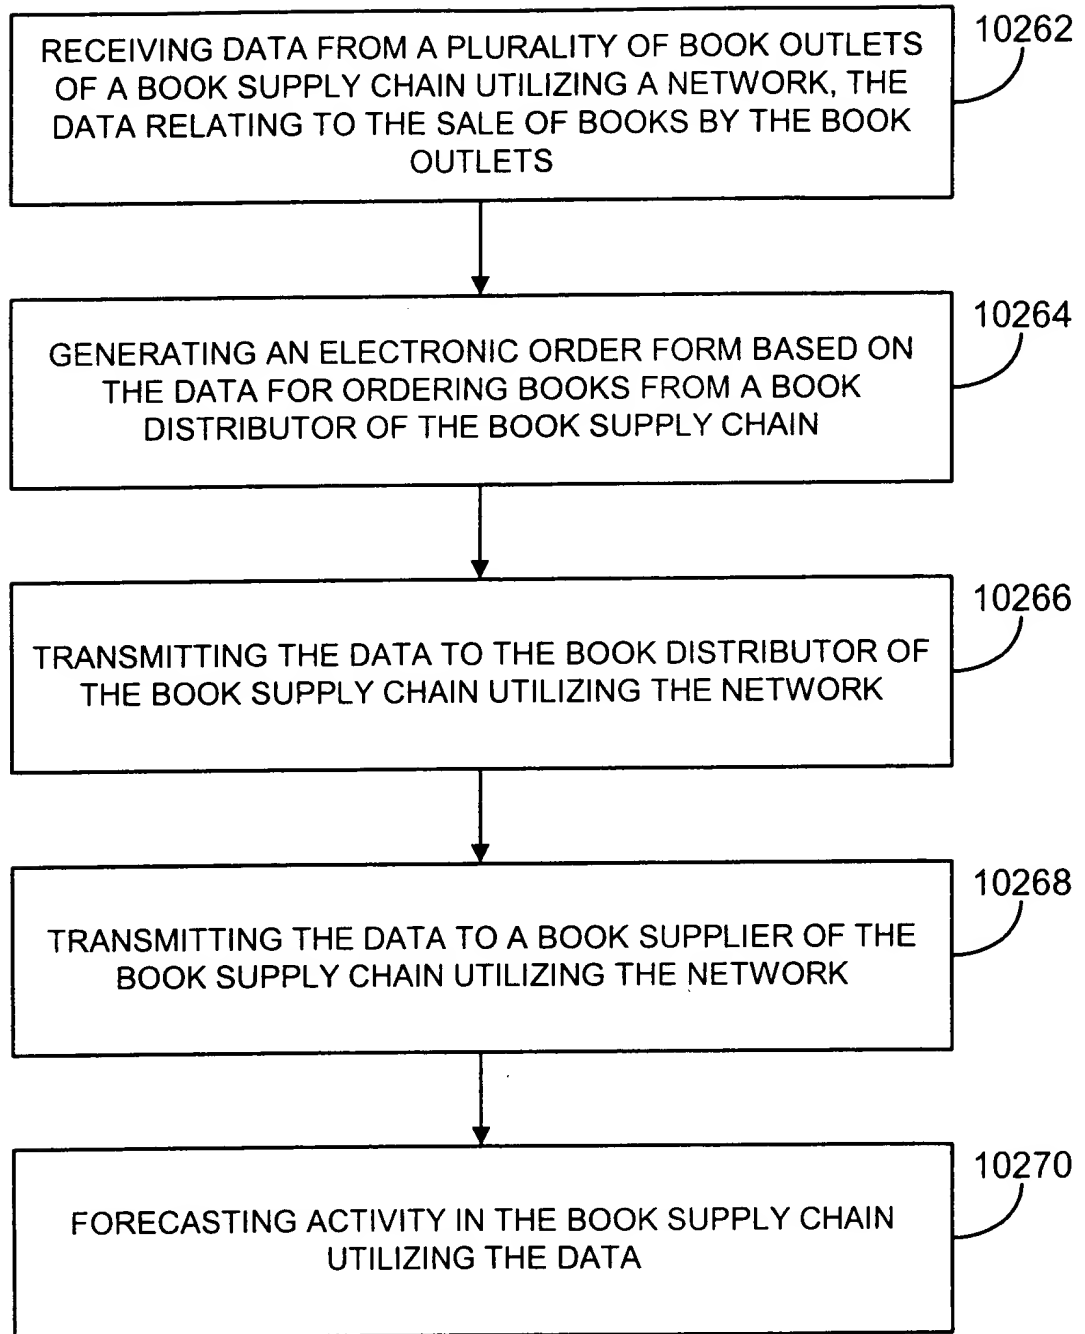 10262
RECEIVING DATA FROM A PLURALITY OF BOOK OUTLETS
OF A BOOK SUPPLY CHAIN UTILIZING A NETWORK, THE
DATA RELATING TO THE SALE OF BOOKS BY THE BOOK
OUTLETS
10264
GENERATING AN ELECTRONIC ORDER FORM BASED ON
THE DATA FOR ORDERING BOOKS FROM A BOOK
DISTRIBUTOR OF THE BOOK SUPPLY CHAIN
10266
TRANSMITTING THE DATA TO THE BOOK DISTRIBUTOR OF
THE BOOK SUPPLY CHAIN UTILIZING THE NETWORK
10268
TRANSMITTING THE DATA TO A BOOK SUPPLIER OF THE
BOOK SUPPLY CHAIN UTILIZING THE NETWORK
10270
FORECASTING ACTIVITY IN THE BOOK SUPPLY CHAIN
UTILIZING THE DATA